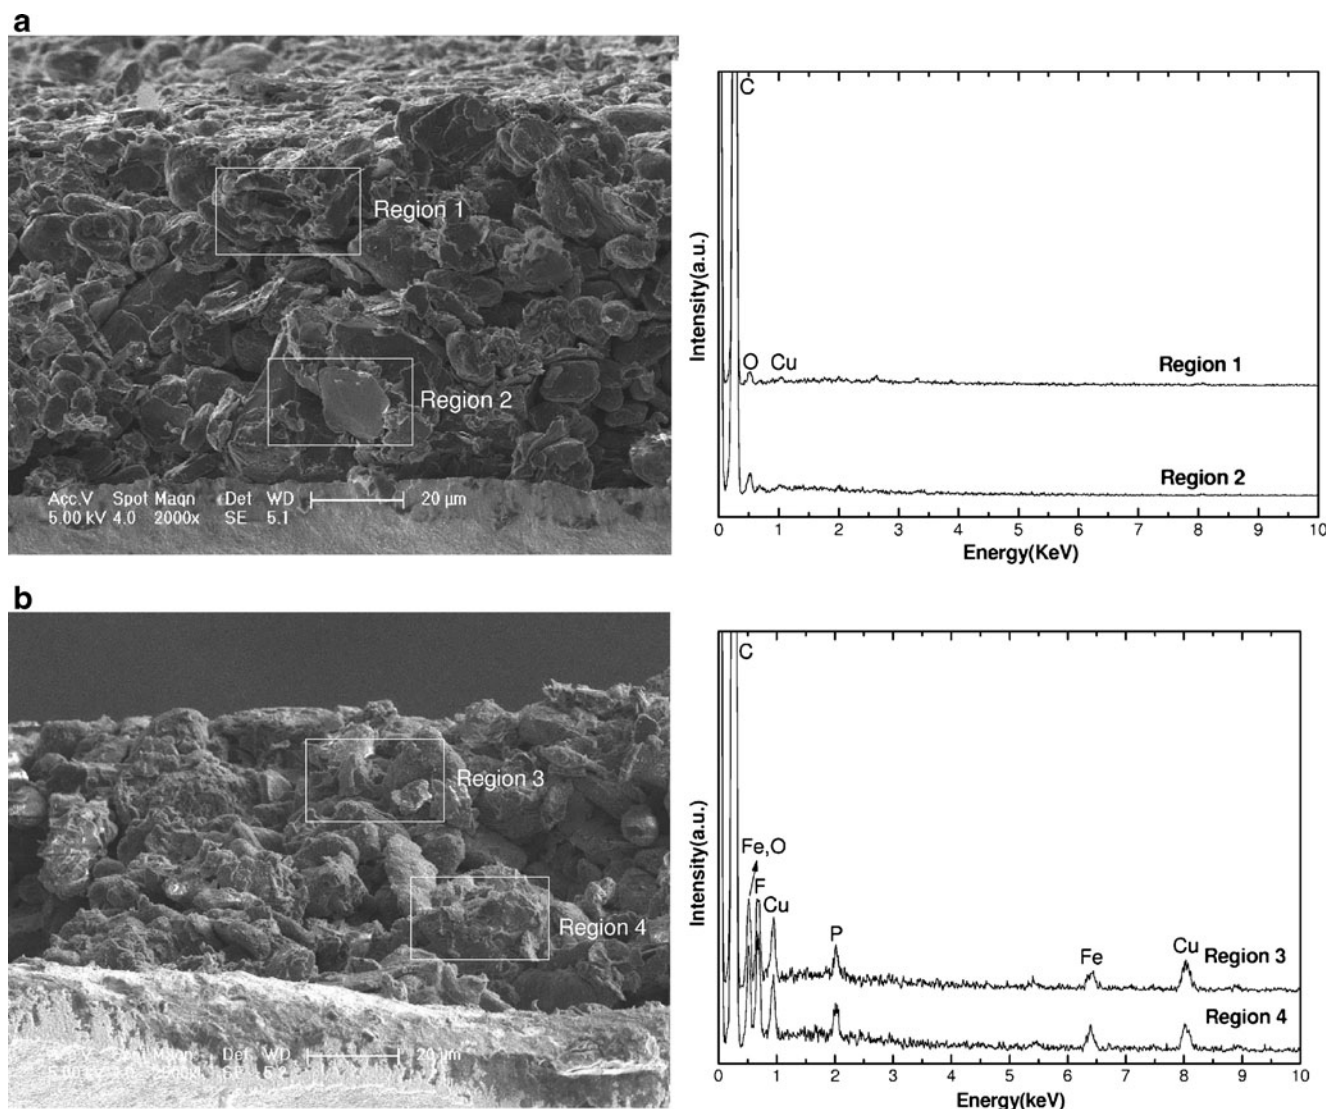 a
Region 1
Region 2
Acc.V Spot Magn Det WD
20 µm
5.00 kV 4.0 2000x SE 5.1
C
O Cu
Region 1
Region 2
Intensity(a.u.)
0 1 2 3 4 5 6 7 8 9 10
Energy(KeV)
b
Region 3
Region 4
Det WD
20 µm
C
Fe,O
F
Cu
P
Fe
Cu
Region 3
Region 4
Intensity(a.u.)
0 1 2 3 4 5 6 7 8 9 10
Energy(keV)